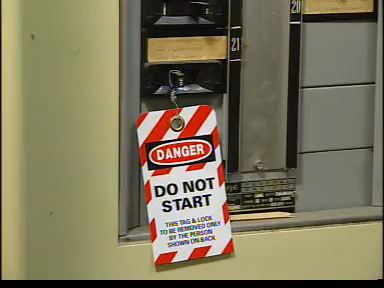 20
21
DANGER
DO NOT
START
THIS TAG & LOCK
TO BE REMOVED ONLY
BY THE PERSON
SHOWN ON BACK